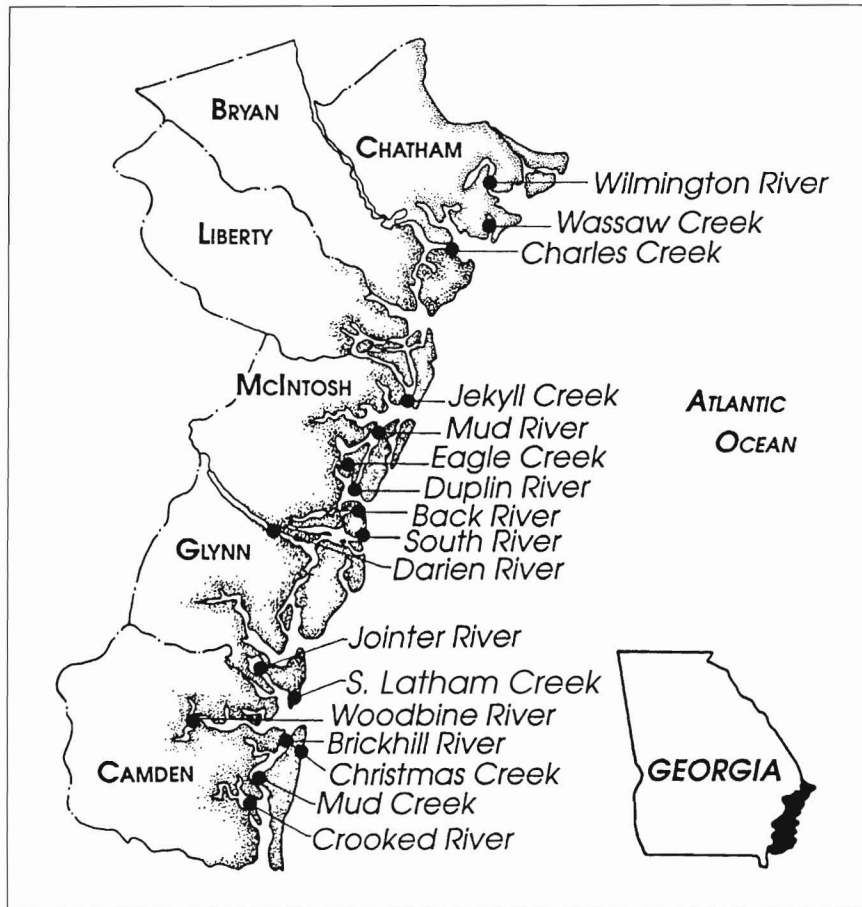 BRYAN
CHATHAM
Wilmington River
Wassaw Creek
LIBERTY
Charles Creek
MCINTOSH
Jekyll Creek
ATLANTIC
OCEAN
Mud River
Eagle Creek
Duplin River
Back River
South River
GLYNN
Darien River
Jointer River
S. Latham Creek
Woodbine River
Brickhill River
CAMDEN
Christmas Creek
GEORGIA
Mud Creek
Crooked River